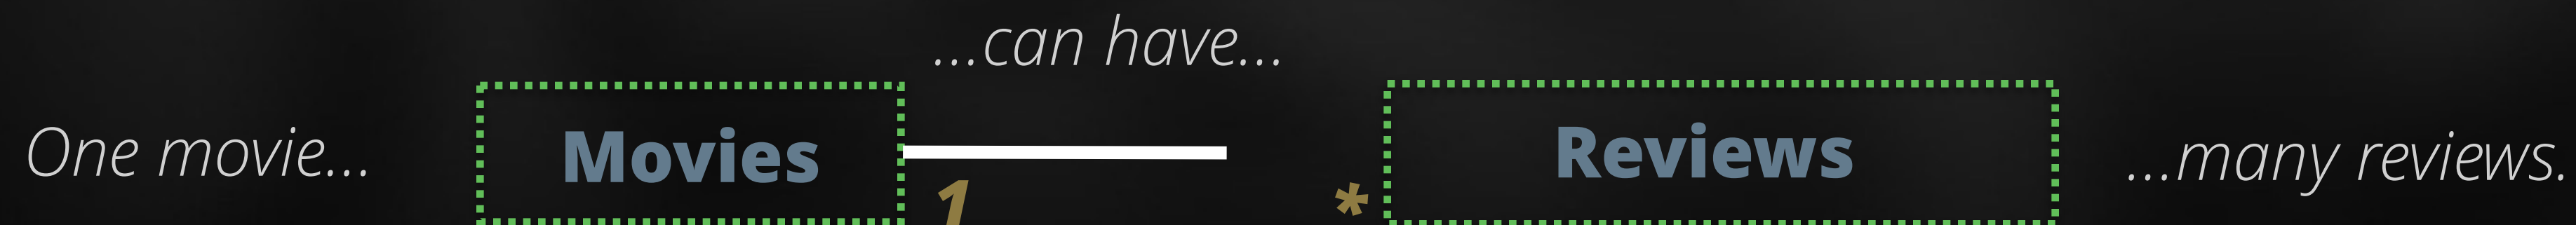 ...can have...
One movie...
Movies
Reviews
...many reviews.
1
*